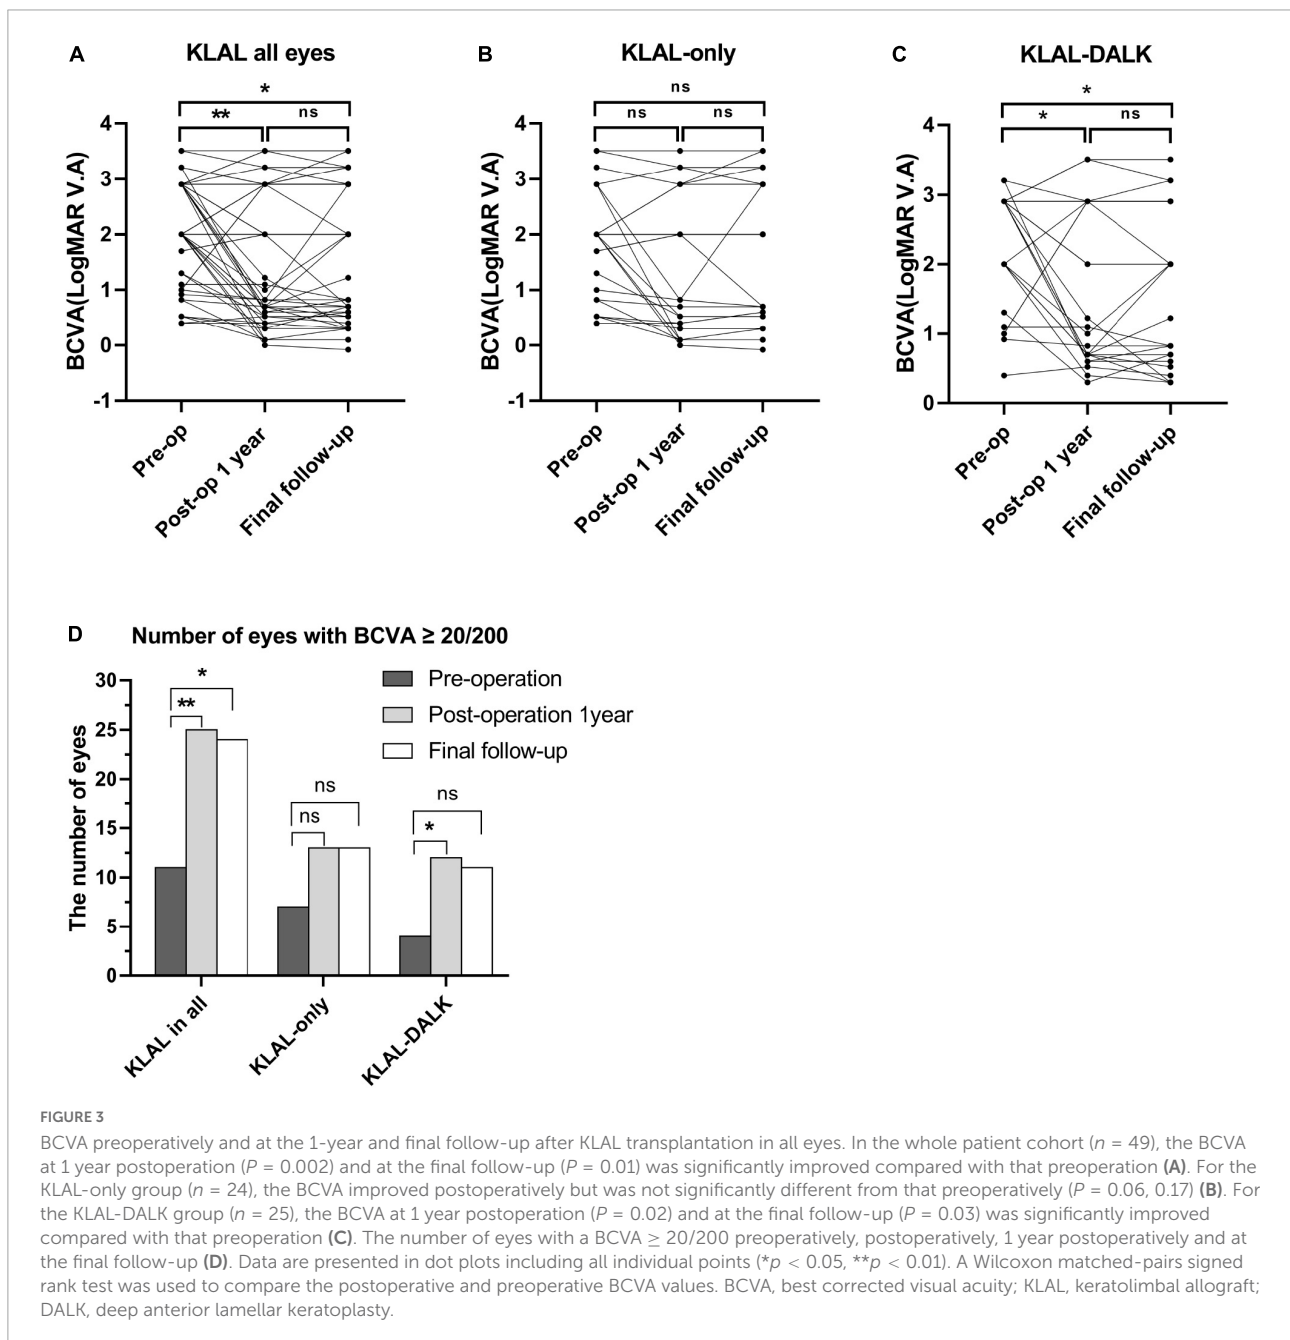 A KLAL all eyes
*
** ns
4
3
2
1
0
-1
BCVA(LogMAR V.A)
Pre-op
Post-op 1 year
Final follow-up
B KLAL-only
ns
ns ns
4
3
2
1
0
-1
BCVA(LogMAR V.A)
Pre-op
Post-op 1 year
Final follow-up
C KLAL-DALK
*
* ns
4
3
2
1
0
BCVA(LogMAR V.A)
Pre-op
Post-op 1 year
Final follow-up
D Number of eyes with BCVA ≥ 20/200
Pre-operation
Post-operation 1year
Final follow-up
30
25
20
15
10
5
0
The number of eyes
*
**
ns
ns
ns
*
KLAL in all
KLAL-only
KLAL-DALK
FIGURE 3
BCVA preoperatively and at the 1-year and final follow-up after KLAL transplantation in all eyes. In the whole patient cohort (n = 49), the BCVA
at 1 year postoperation (P = 0.002) and at the final follow-up (P = 0.01) was significantly improved compared with that preoperation (A). For the
KLAL-only group (n = 24), the BCVA improved postoperatively but was not significantly different from that preoperatively (P = 0.06, 0.17) (B). For
the KLAL-DALK group (n = 25), the BCVA at 1 year postoperation (P = 0.02) and at the final follow-up (P = 0.03) was significantly improved
compared with that preoperation (C). The number of eyes with a BCVA ≥ 20/200 preoperatively, postoperatively, 1 year postoperatively and at
the final follow-up (D). Data are presented in dot plots including all individual points (*p < 0.05, **p < 0.01). A Wilcoxon matched-pairs signed
rank test was used to compare the postoperative and preoperative BCVA values. BCVA, best corrected visual acuity; KLAL, keratolimbal allograft;
DALK, deep anterior lamellar keratoplasty.